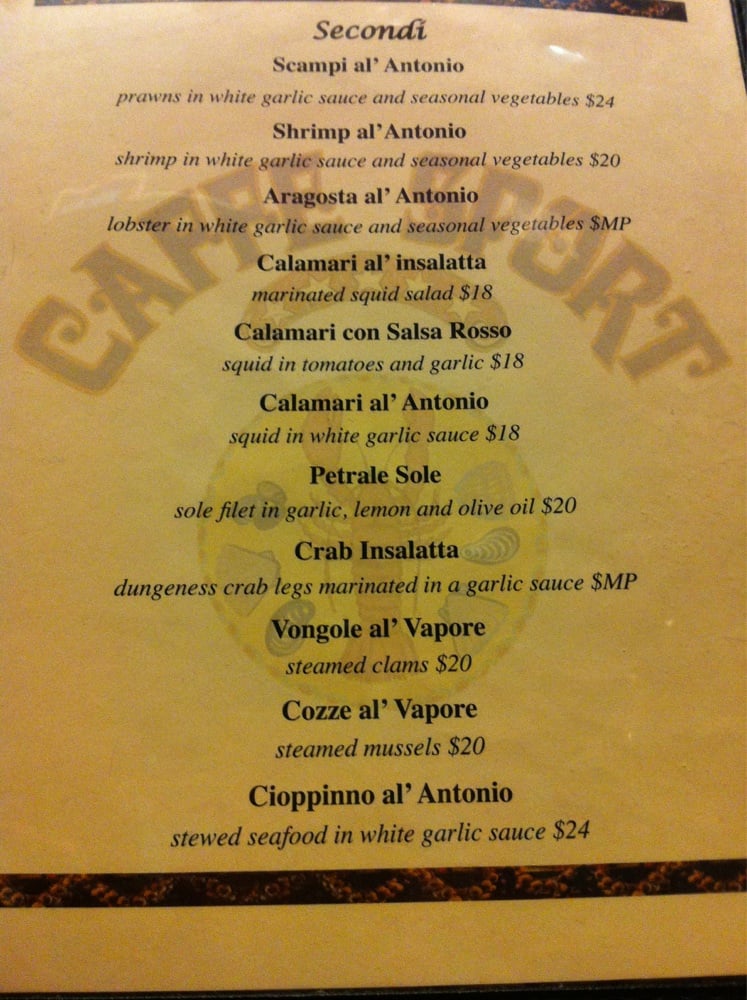 Secondi
Scampi al' Antonio
prawns in white garlic sauce and seasonal vegetables $24
Shrimp al'Antonio
shrimp in white garlic sauce and seasonal vegetables $20
Aragosta al' Antonio
lobster in white garlic sauce and seasonal vegetables $MP
CAFFE SPORT
Calamari al' insalatta
marinated squid salad $18
Calamari con Salsa Rosso
squid in tomatoes and garlic $18
Calamari al' Antonio
squid in white garlic sauce $18
Petrale Sole
sole filet in garlic, lemon and olive oil $20
Crab Insalatta
dungeness crab legs marinated in a garlic sauce $MP
Vongole al' Vapore
steamed clams $20
Cozze al' Vapore
steamed mussels $20
Cioppinno al' Antonio
stewed seafood in white garlic sauce $24